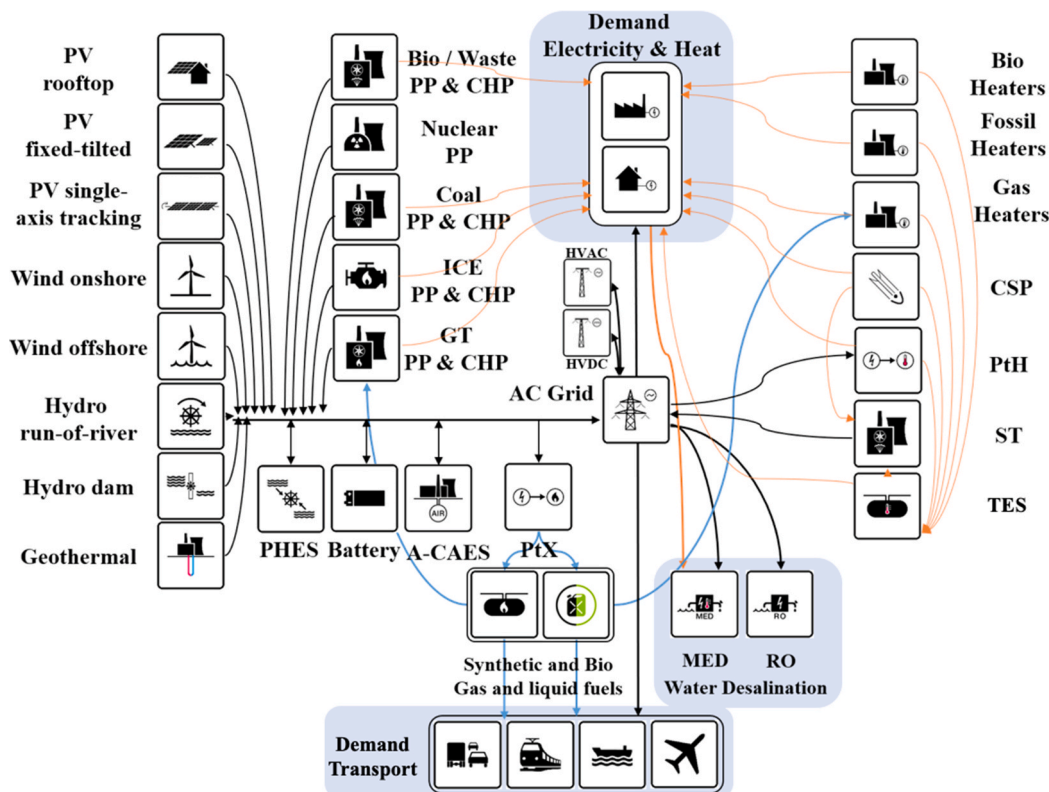 PV
rooftop
PV
fixed-tilted
PV single-
axis tracking
Wind onshore
Wind offshore
Hydro
run-of-river
Hydro dam
Geothermal
Bio / Waste
PP & CHP
Nuclear
PP
Coal
PP & CHP
ICE
PP & CHP
GT
PP & CHP
Demand
Electricity & Heat
HVAC
HVDC
AC Grid
Bio
Heaters
Fossil
Heaters
Gas
Heaters
CSP
PtH
ST
TES
AIR
PHES
Battery
A-CAES
PtX
Synthetic and Bio
Gas and liquid fuels
MED
RO
MED
RO
Water Desalination
Demand
Transport